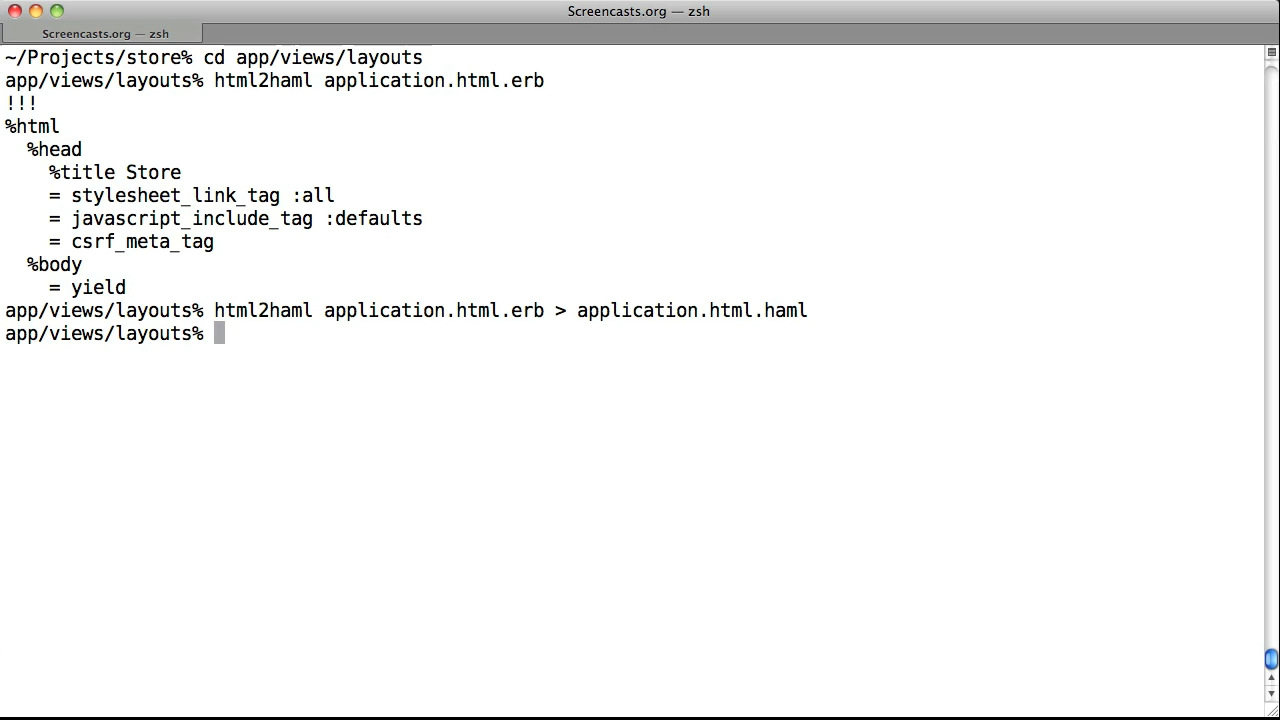 Screencasts.org — zsh
Screencasts.org — zsh
~/Projects/store% cd app/views/layouts
app/views/layouts% html2haml application.html.erb
!!!
%html
  %head
    %title Store
    = stylesheet_link_tag :all
    = javascript_include_tag :defaults
    = csrf_meta_tag
  %body
    = yield
app/views/layouts% html2haml application.html.erb > application.html.haml
app/views/layouts%